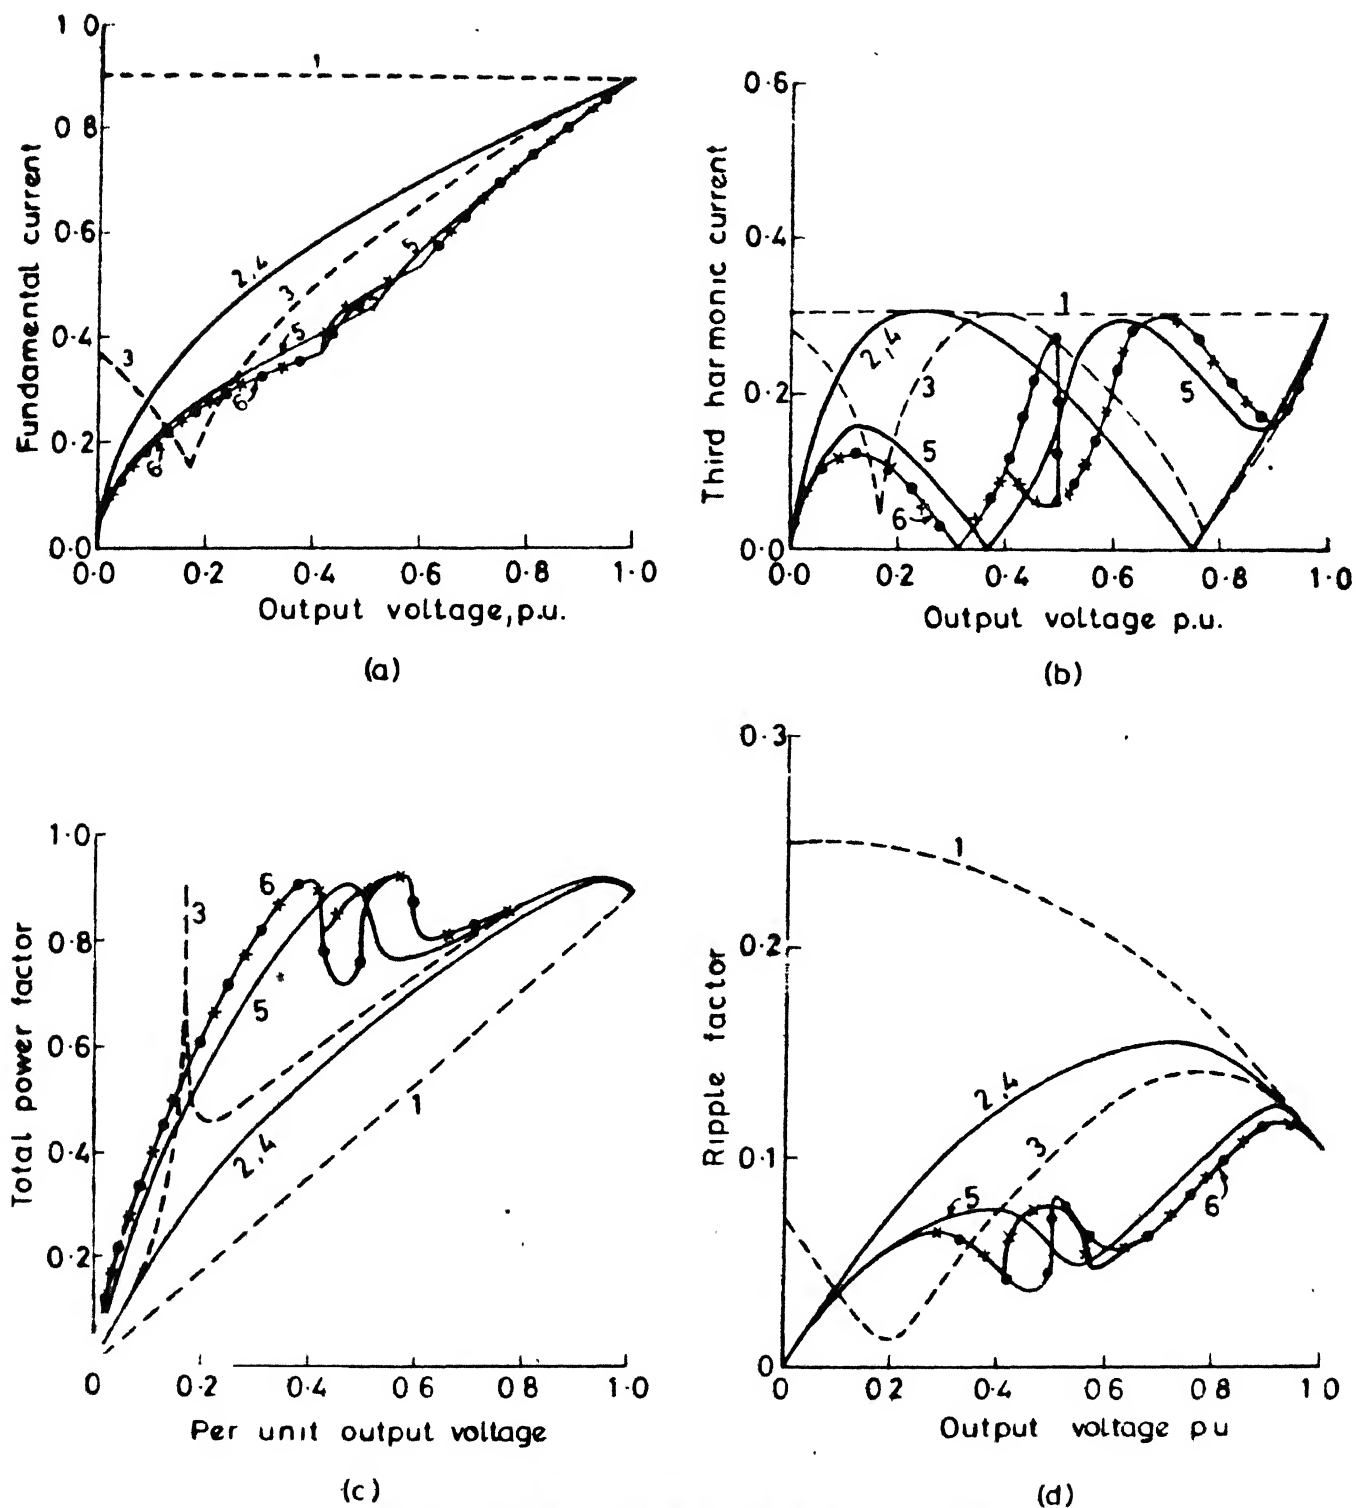 1 0
0 8
0·6
0·4
0·2
0·0
0·0 0·2 0·4 0·6 0·8 1·0
Fundamental current
Output voltage, p.u.
1
2,4
3
3
5
5
6
6
(a)
0·6
0·4
0·2
0·0
0·0 0·2 0·4 0·6 0·8 1·0
Third harmonic current
Output voltage p.u.
1
2,4
3
5
5
6
(b)
1·0
0·8
0·6
0·4
0·2
0 0·2 0·4 0 6 0 8 1·0
Total power factor
Per unit output voltage
6
3
5
2,4
1
(c)
0·3
0·2
0·1
0
0 0 2 0·4 0·6 0 8 1 0
Ripple factor
Output voltage p u
1
2,4
3
5
6
(d)